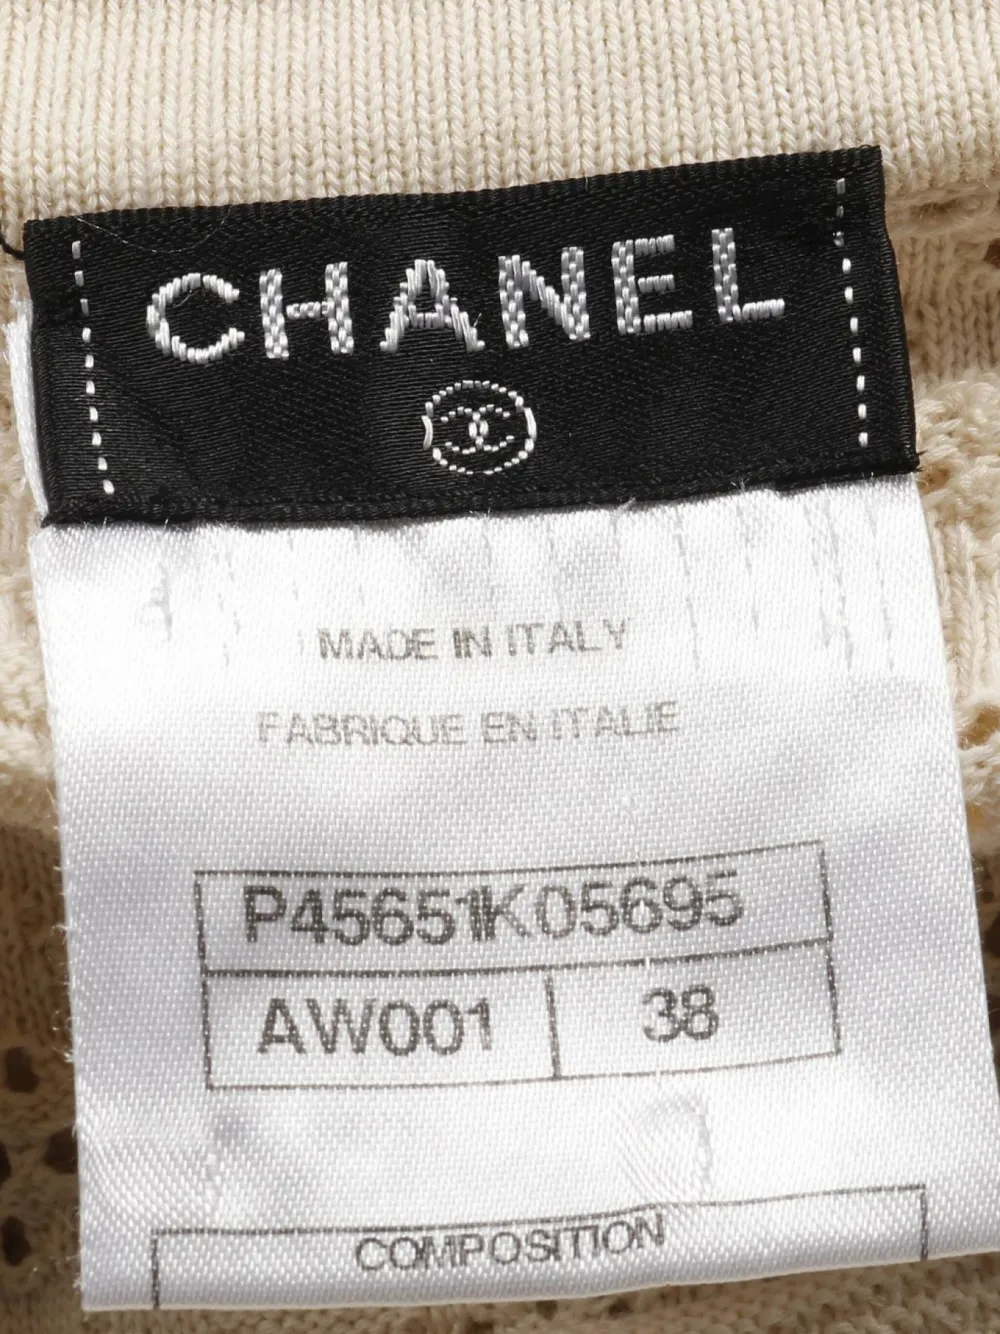 CHANEL
MADE IN ITALY
FABRIQUE EN ITALIE
P45651K05695
AW001 38
COMPOSITION